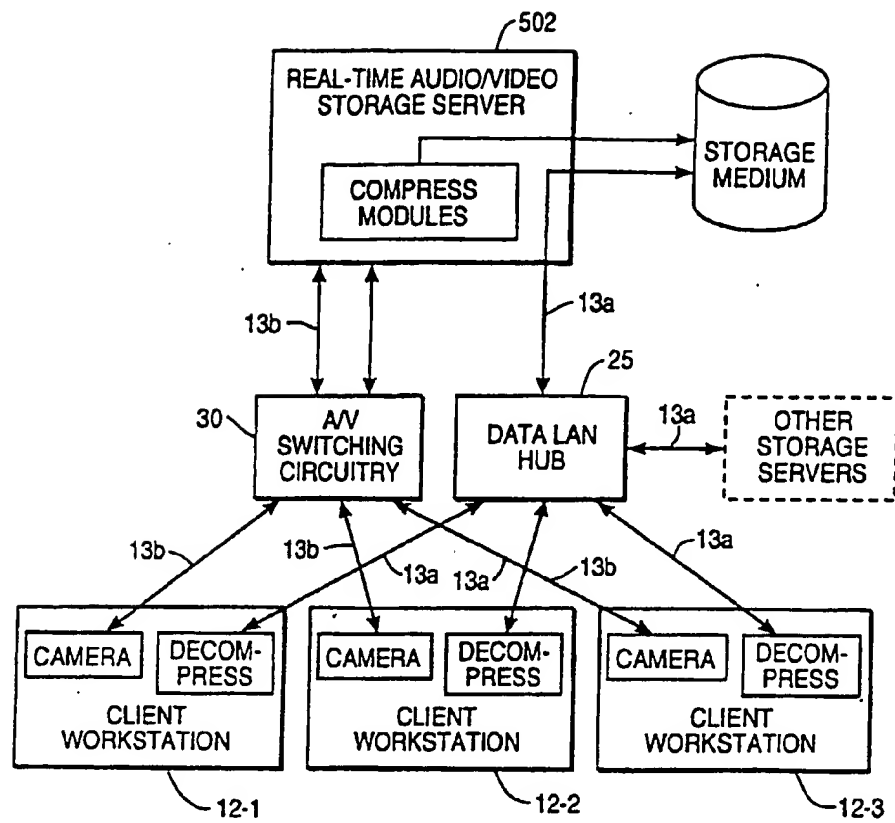 502
REAL-TIME AUDIO/VIDEO
STORAGE SERVER
COMPRESS
MODULES
STORAGE
MEDIUM
13b
13a
30
A/V
SWITCHING
CIRCUITRY
25
DATA LAN
HUB
13a
OTHER
STORAGE
SERVERS
13b
13b
13a
13a
13b
13a
CAMERA
DECOM-
PRESS
CLIENT
WORKSTATION
CAMERA
DECOM-
PRESS
CLIENT
WORKSTATION
CAMERA
DECOM-
PRESS
CLIENT
WORKSTATION
12-1
12-2
12-3